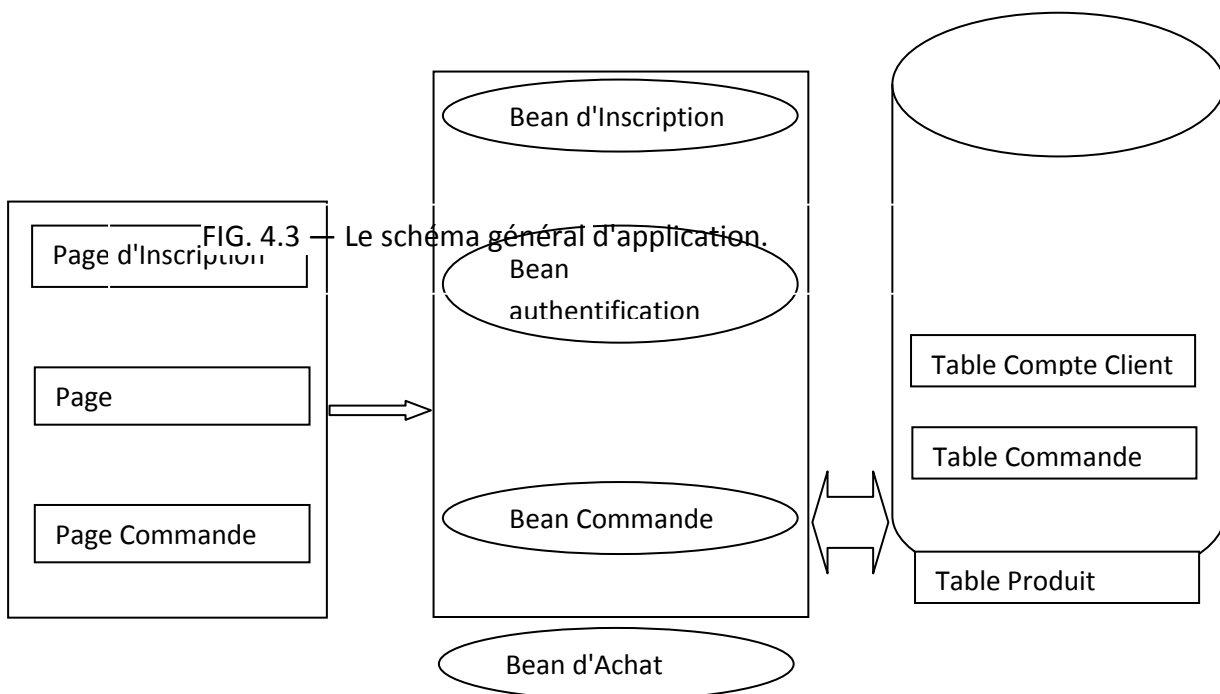 Bean d'Inscription
FIG. 4.3 — Le schéma général d'application.
Page d'Inscription
Bean
authentification
Table Compte Client
Page
Table Commande
Bean Commande
Page Commande
Table Produit
Bean d'Achat